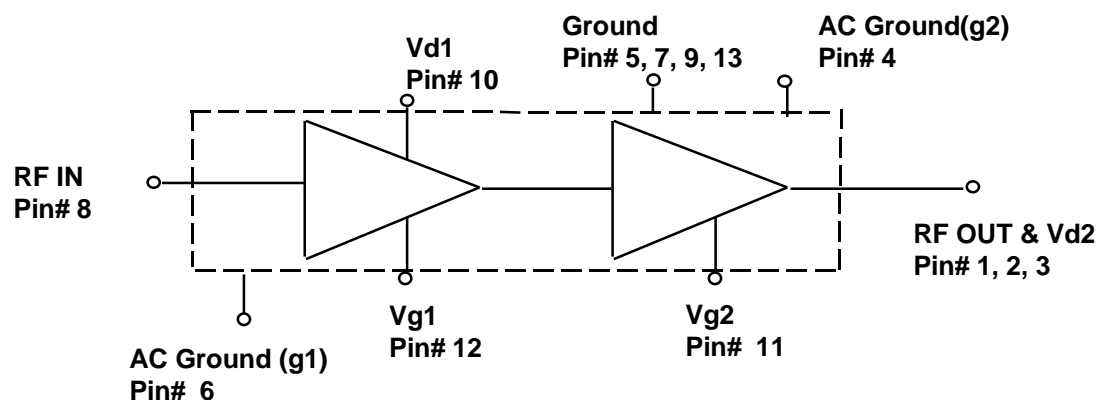 Vd1
Pin# 10
Ground
Pin# 5, 7, 9, 13
AC Ground(g2)
Pin# 4
RF IN
Pin# 8
RF OUT & Vd2
Pin# 1, 2, 3
Vg1
Pin# 12
Vg2
Pin# 11
AC Ground (g1)
Pin# 6